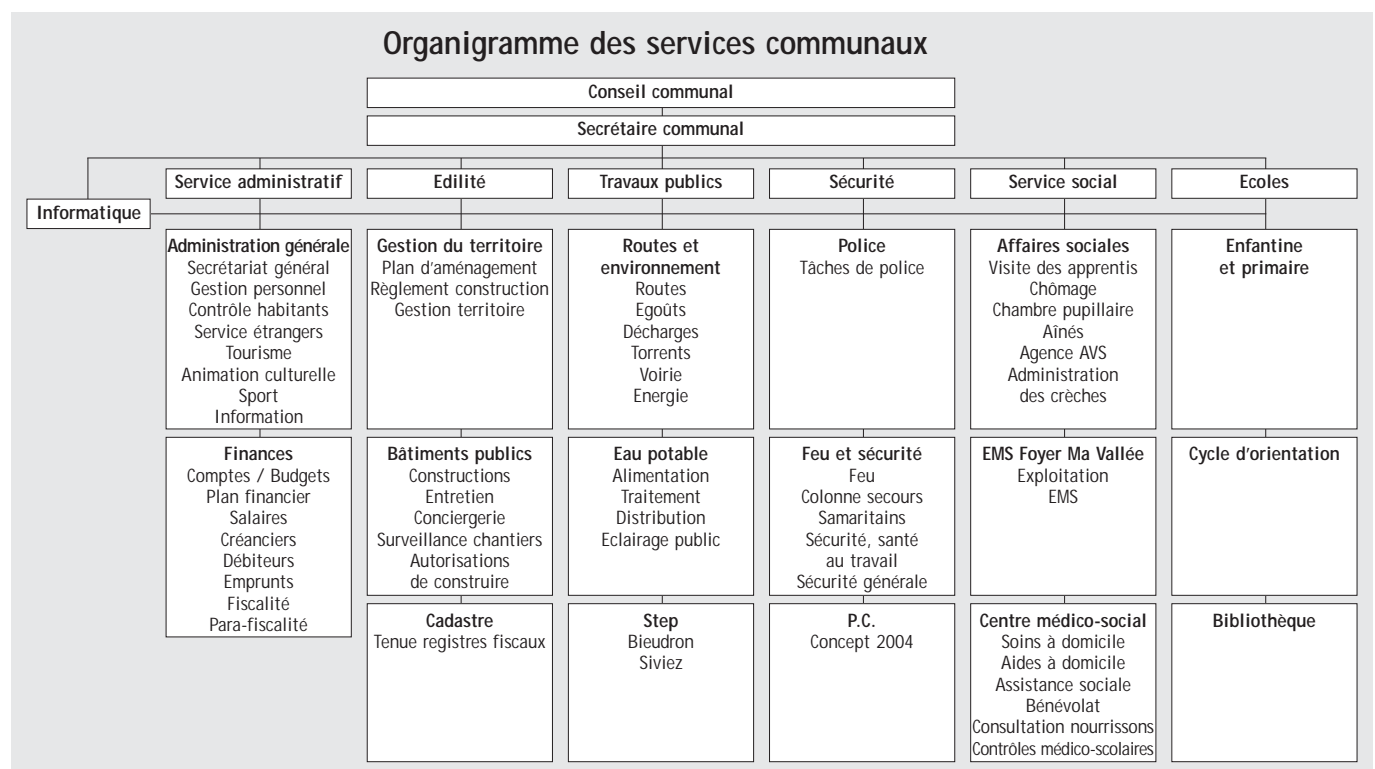 Organigramme des services communaux
Conseil communal
Secrétaire communal
Service administratif
Edilité
Travaux publics
Sécurité
Service social
Ecoles
Informatique
Administration générale
Secrétariat général
Gestion personnel
Contrôle habitants
Service étrangers
Tourisme
Animation culturelle
Sport
Information
Gestion du territoire
Plan d'aménagement
Règlement construction
Gestion territoire
Routes et
environnement
Routes
Egoûts
Décharges
Torrents
Voirie
Energie
Police
Tâches de police
Affaires sociales
Visite des apprentis
Chômage
Chambre pupillaire
Aînés
Agence AVS
Administration
des crèches
Enfantine
et primaire
Finances
Comptes / Budgets
Plan financier
Salaires
Créanciers
Débiteurs
Emprunts
Fiscalité
Para-fiscalité
Bâtiments publics
Constructions
Entretien
Conciergerie
Surveillance chantiers
Autorisations
de construire
Eau potable
Alimentation
Traitement
Distribution
Eclairage public
Feu et sécurité
Feu
Colonne secours
Samaritains
Sécurité, santé
au travail
Sécurité générale
EMS Foyer Ma Vallée
Exploitation
EMS
Cycle d'orientation
Cadastre
Tenue registres fiscaux
Step
Bieudron
Siviez
P.C.
Concept 2004
Centre médico-social
Soins à domicile
Aides à domicile
Assistance sociale
Bénévolat
Consultation nourrissons
Contrôles médico-scolaires
Bibliothèque